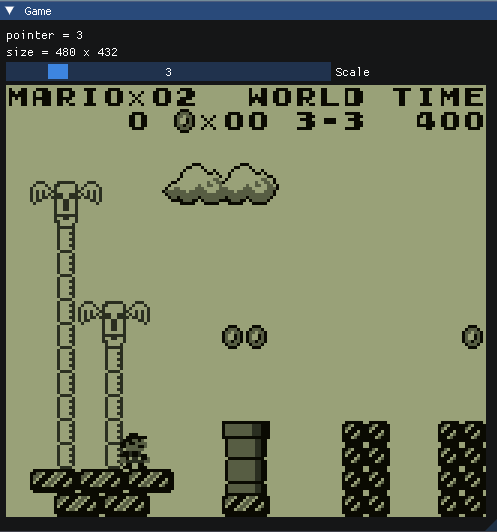 Game
pointer = 3
size = 480 x 432
3 Scale
MARIO×02 WORLD TIME
0 ×00 3-3 400